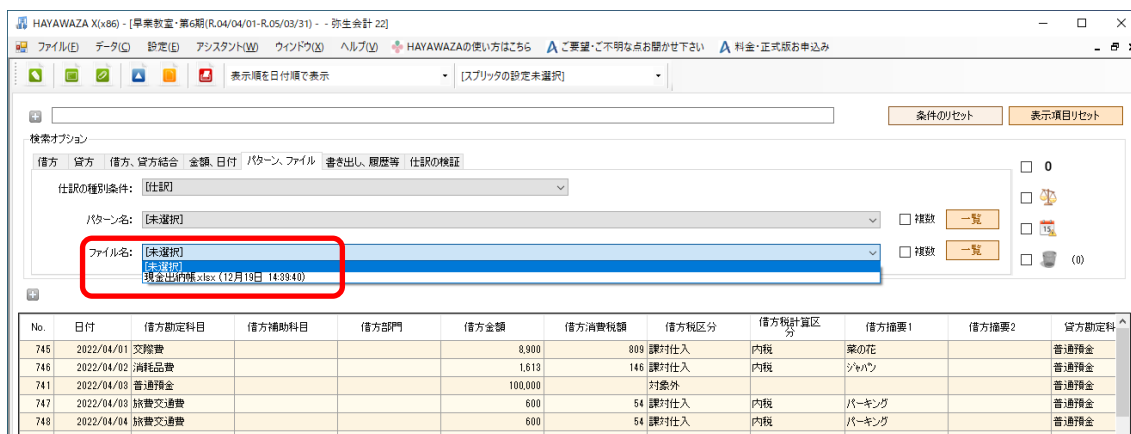 HAYAWAZA X(x86) - [早業教室・第6期(R.04/04/01-R.05/03/31) - - 弥生会計 22]
ファイル(F) データ(C) 設定(E) アシスタント(W) ウィンドウ(X) ヘルプ(V) HAYAWAZAの使い方はこちら ご要望・ご不明な点お聞かせ下さい 料金・正式版お申込み
表示順を日付順で表示 [スプリッタの設定未選択]
条件のリセット 表示項目リセット
検索オプション
借方 貸方 借方、貸方結合 金額、日付 パターン、ファイル 書き出し、履歴等 仕訳の検証
0
仕訳の種別条件: [仕訳]
パターン名: [未選択] 複数 一覧
15
ファイル名: [未選択] 複数 一覧
[未選択]
(0)
現金出納帳.xlsx (12月19日 14:39:40)
No. 日付 借方勘定科目 借方補助科目 借方部門 借方金額 借方消費税額 借方税区分 借方税計算区分 借方摘要1 借方摘要2 貸方勘定科
745 2022/04/01 交際費 8,900 809 課対仕入 内税 菜の花 普通預金
746 2022/04/02 消耗品費 1,613 146 課対仕入 内税 ジャパン 普通預金
741 2022/04/03 普通預金 100,000 対象外 普通預金
747 2022/04/03 旅費交通費 600 54 課対仕入 内税 パーキング 普通預金
748 2022/04/04 旅費交通費 600 54 課対仕入 内税 パーキング 普通預金